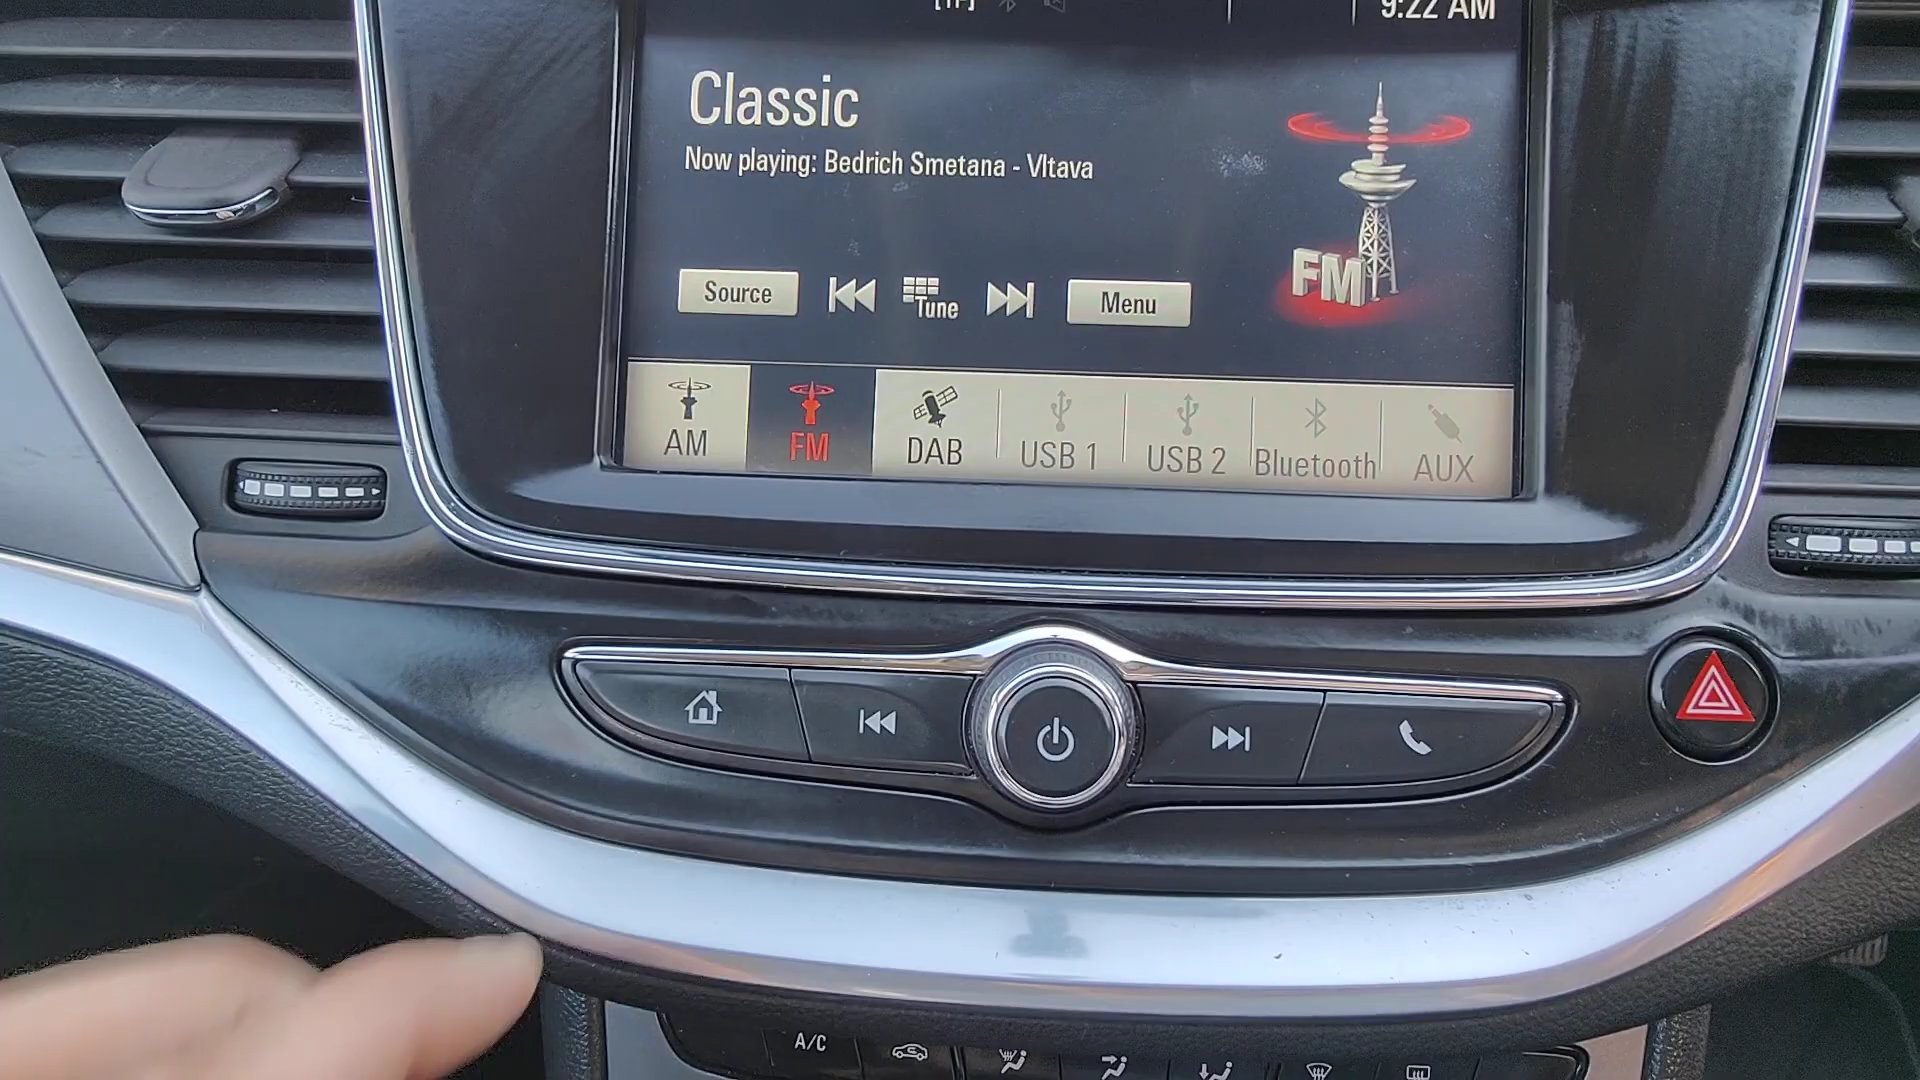 [TP]
9:22 AM
Classic
Now playing: Bedrich Smetana - Vltava
FM
Source
Tune
Menu
AM
FM
DAB
USB 1
USB 2
Bluetooth
AUX
A/C